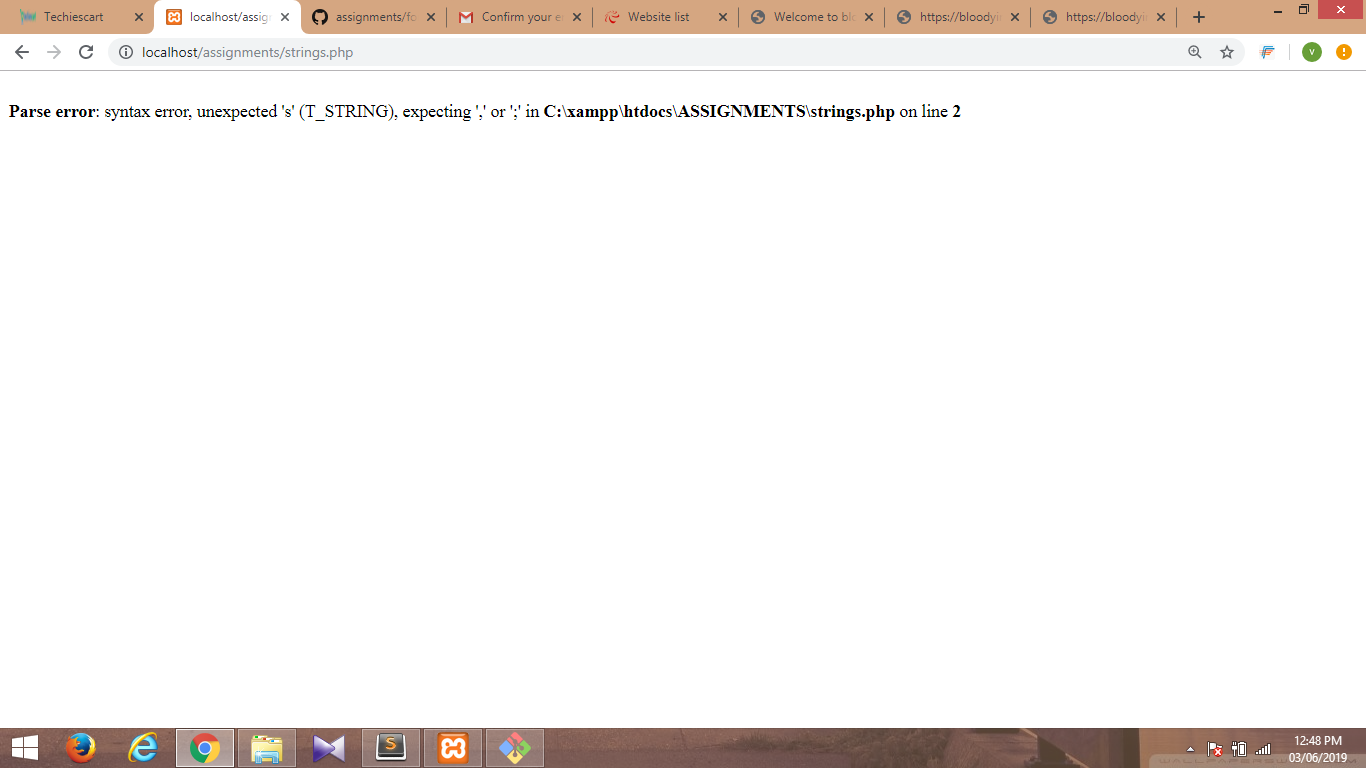 Techiescart
localhost/assig
assignments/fo
Confirm your e
Website list
Welcome to blo
https://bloodyi
https://bloodyi
localhost/assignments/strings.php
V
Parse error: syntax error, unexpected 's' (T_STRING), expecting ',' or ';' in C:\xampp\htdocs\ASSIGNMENTS\strings.php on line 2
12:48 PM
03/06/2019